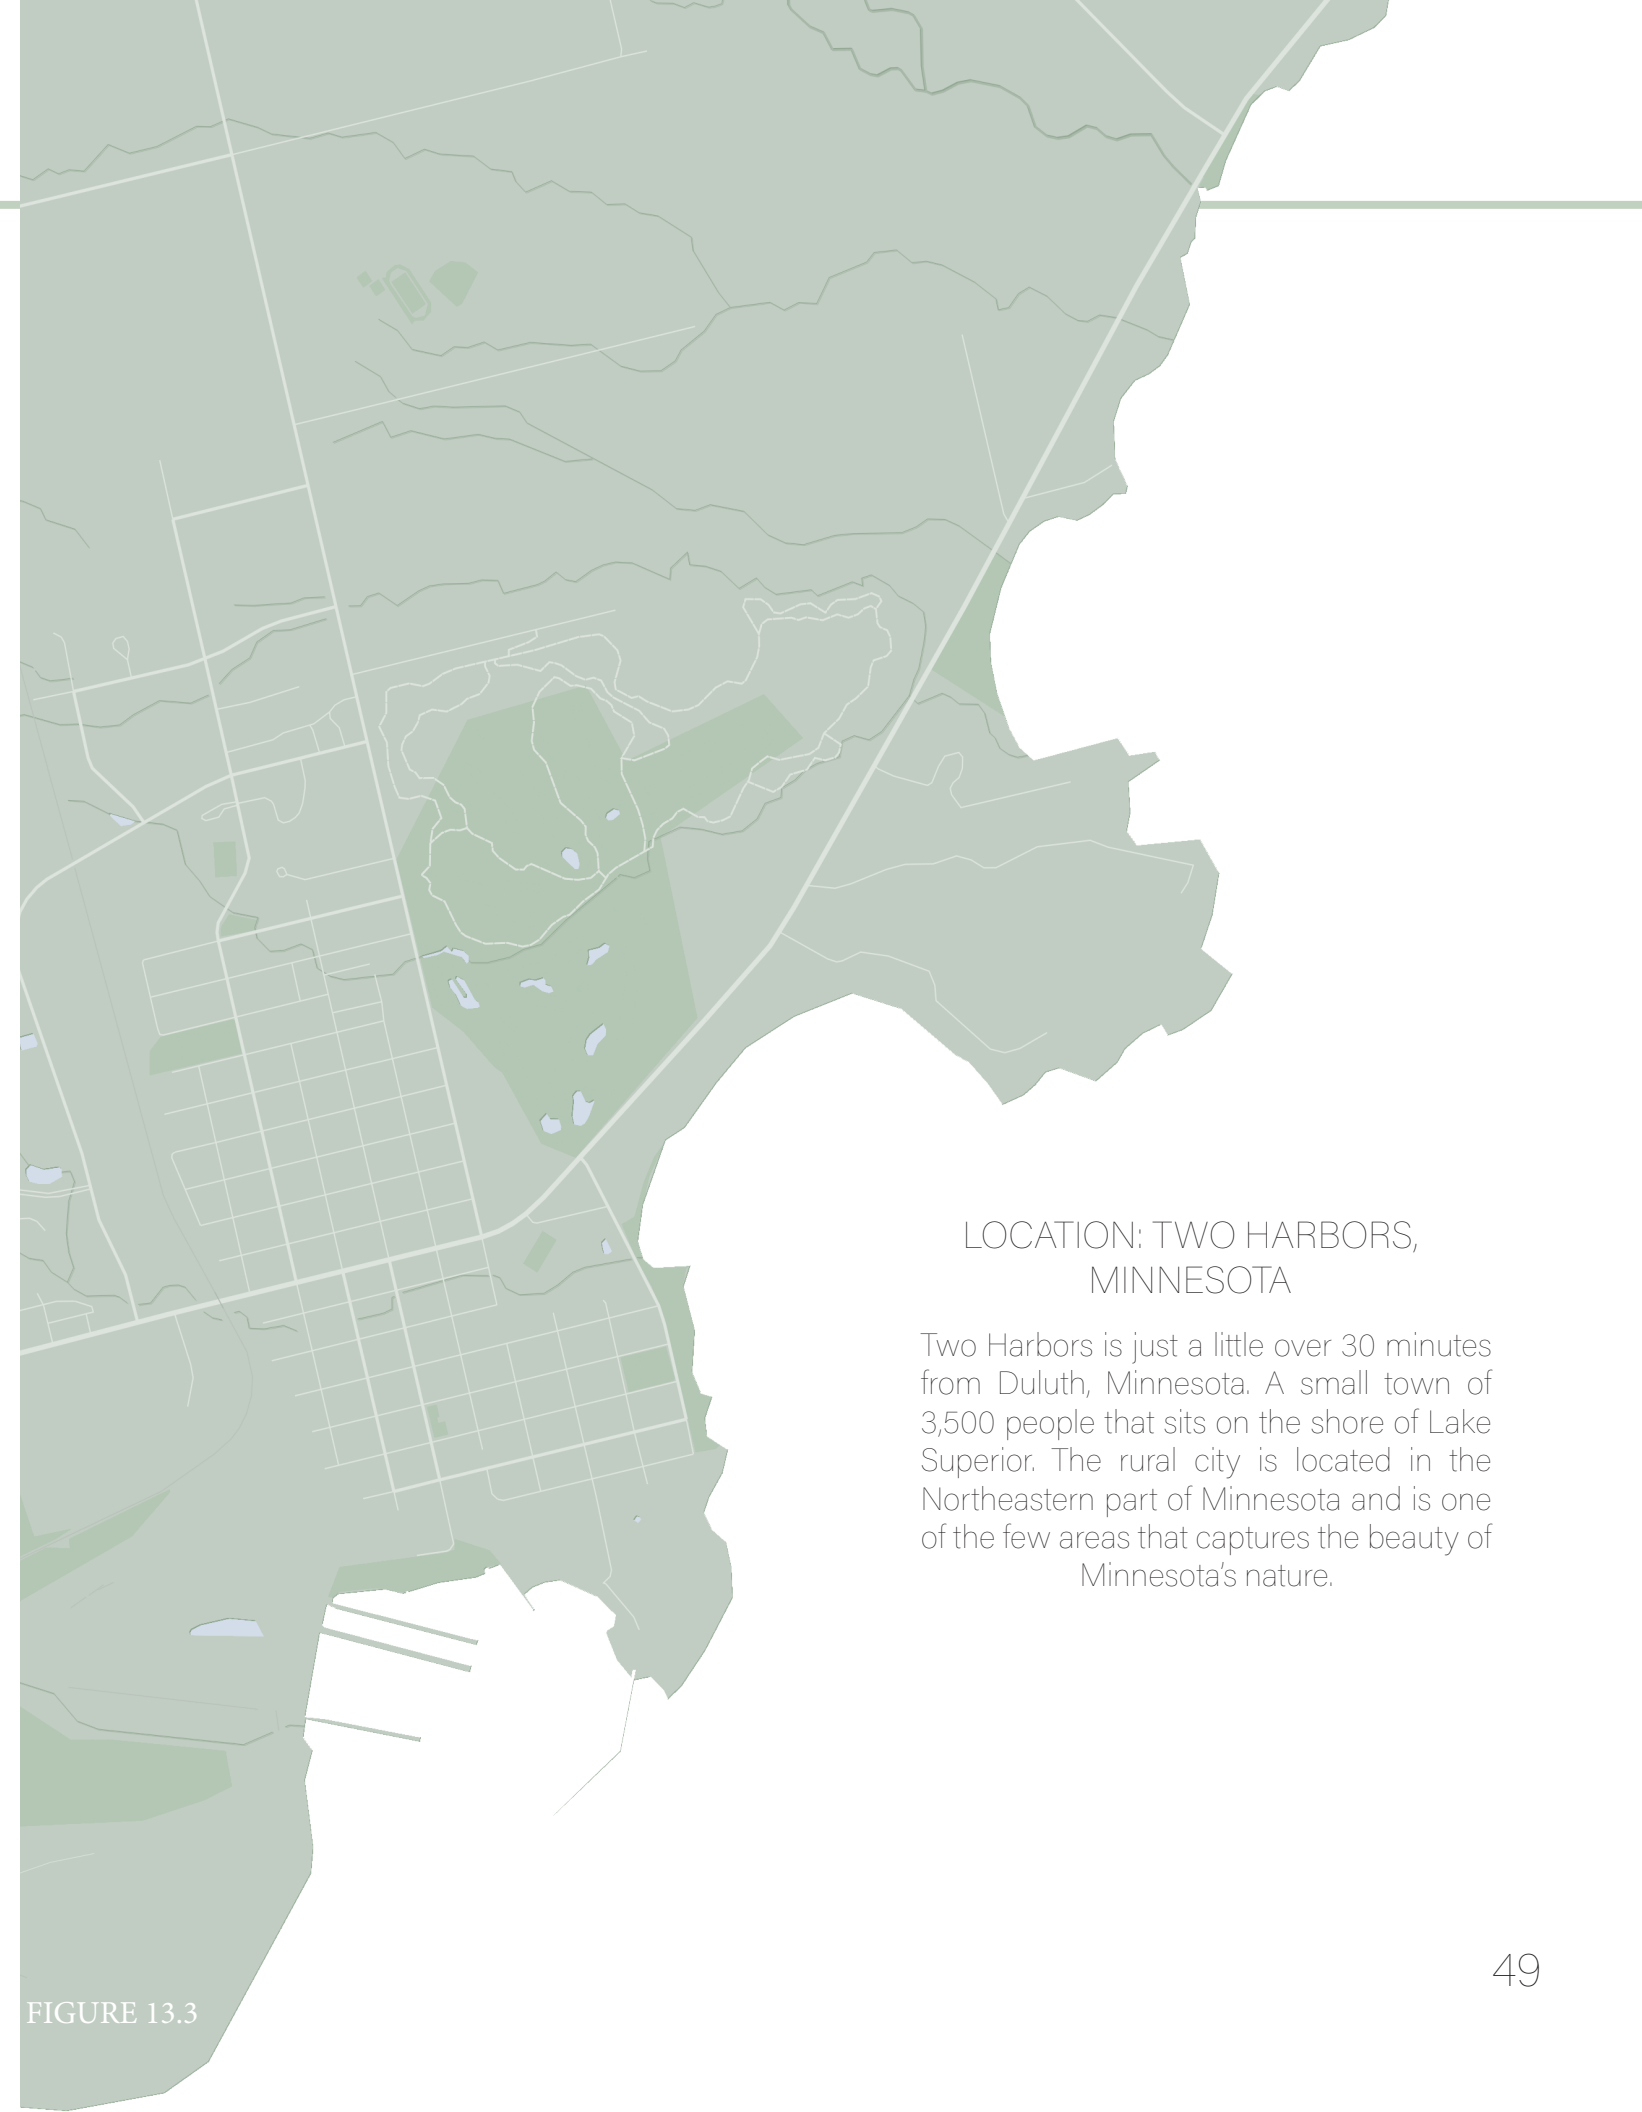 LOCATION: TWO HARBORS,
MINNESOTA
Two Harbors is just a little over 30 minutes
from Duluth, Minnesota. A small town of
3,500 people that sits on the shore of Lake
Superior. The rural city is located in the
Northeastern part of Minnesota and is one
of the few areas that captures the beauty of
Minnesota's nature.
49
FIGURE 13.3